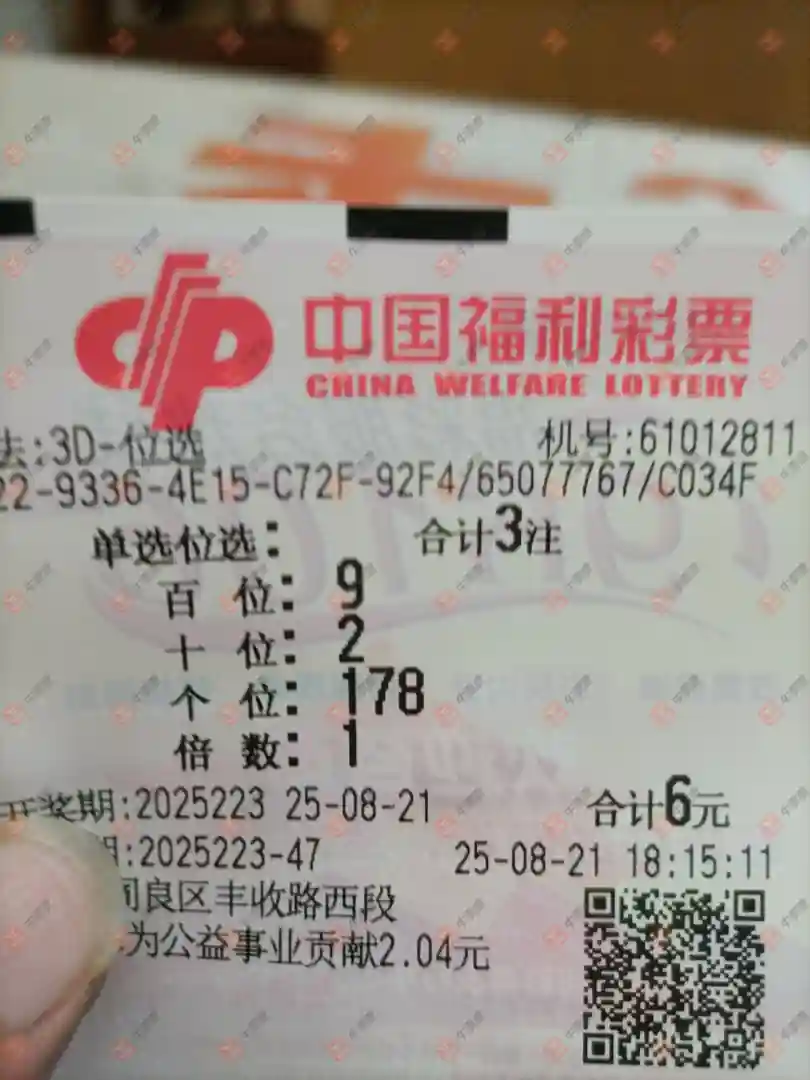 中国福利彩票
CHINA WELFARE LOTTERY
法:3D-位选 机号:61012811
22-9336-4E15-C72F-92F4/65077767/C034F
单选位选: 合计3注
百 位: 9
十 位: 2
个 位: 178
倍 数: 1
开奖期:2025223 25-08-21 合计6元
期:2025223-47 25-08-21 18:15:11
良区丰收路西段
为公益事业贡献2.04元